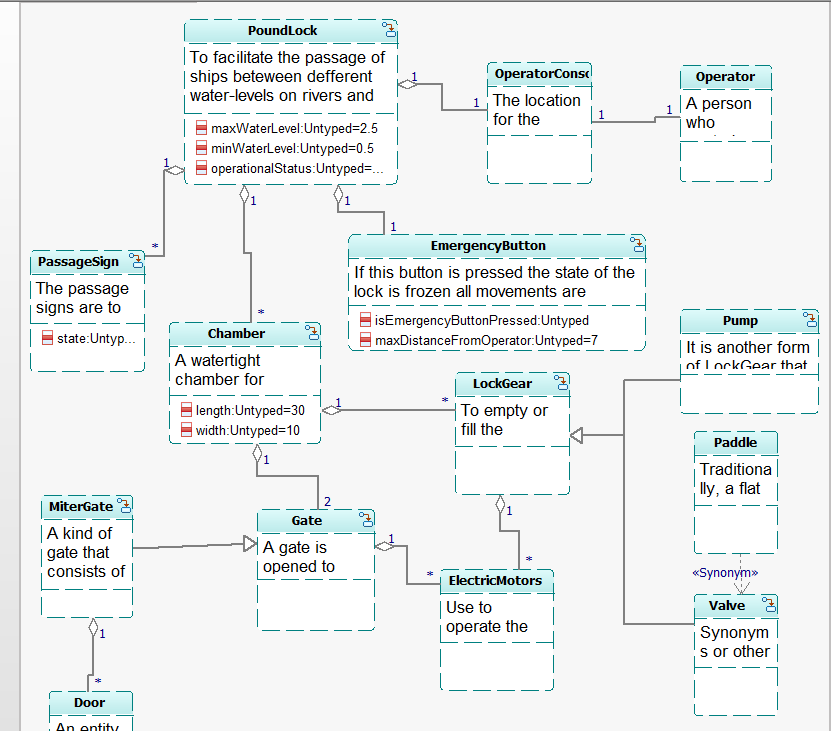 PoundLock
To facilitate the passage of
ships betewen defferent
water-levels on rivers and
maxWaterLevel:Untyped=2.5
minWaterLevel:Untyped=0.5
operationalStatus:Untyped=...
1
1
OperatorConsc
The location
for the
1
1
Operator
A person
who
1
*
1
*
1
1
PassageSign
The passage
signs are to
state:Untyp...
EmergencyButton
If this button is pressed the state of the
lock is frozen all movements are
isEmergencyButtonPressed:Untyped
maxDistanceFromOperator:Untyped=7
Chamber
A watertight
chamber for
length:Untyped=30
width:Untyped=10
1
*
1
2
LockGear
To empty or
fill the
1
*
Pump
It is another form
of LockGear that
Paddle
Traditiona
lly, a flat
«Synonym»
Valve
Synonym
s or other
MiterGate
A kind of
gate that
consists of
1
*
Gate
A gate is
opened to
1
*
ElectricMotors
Use to
operate the
Door
An entity